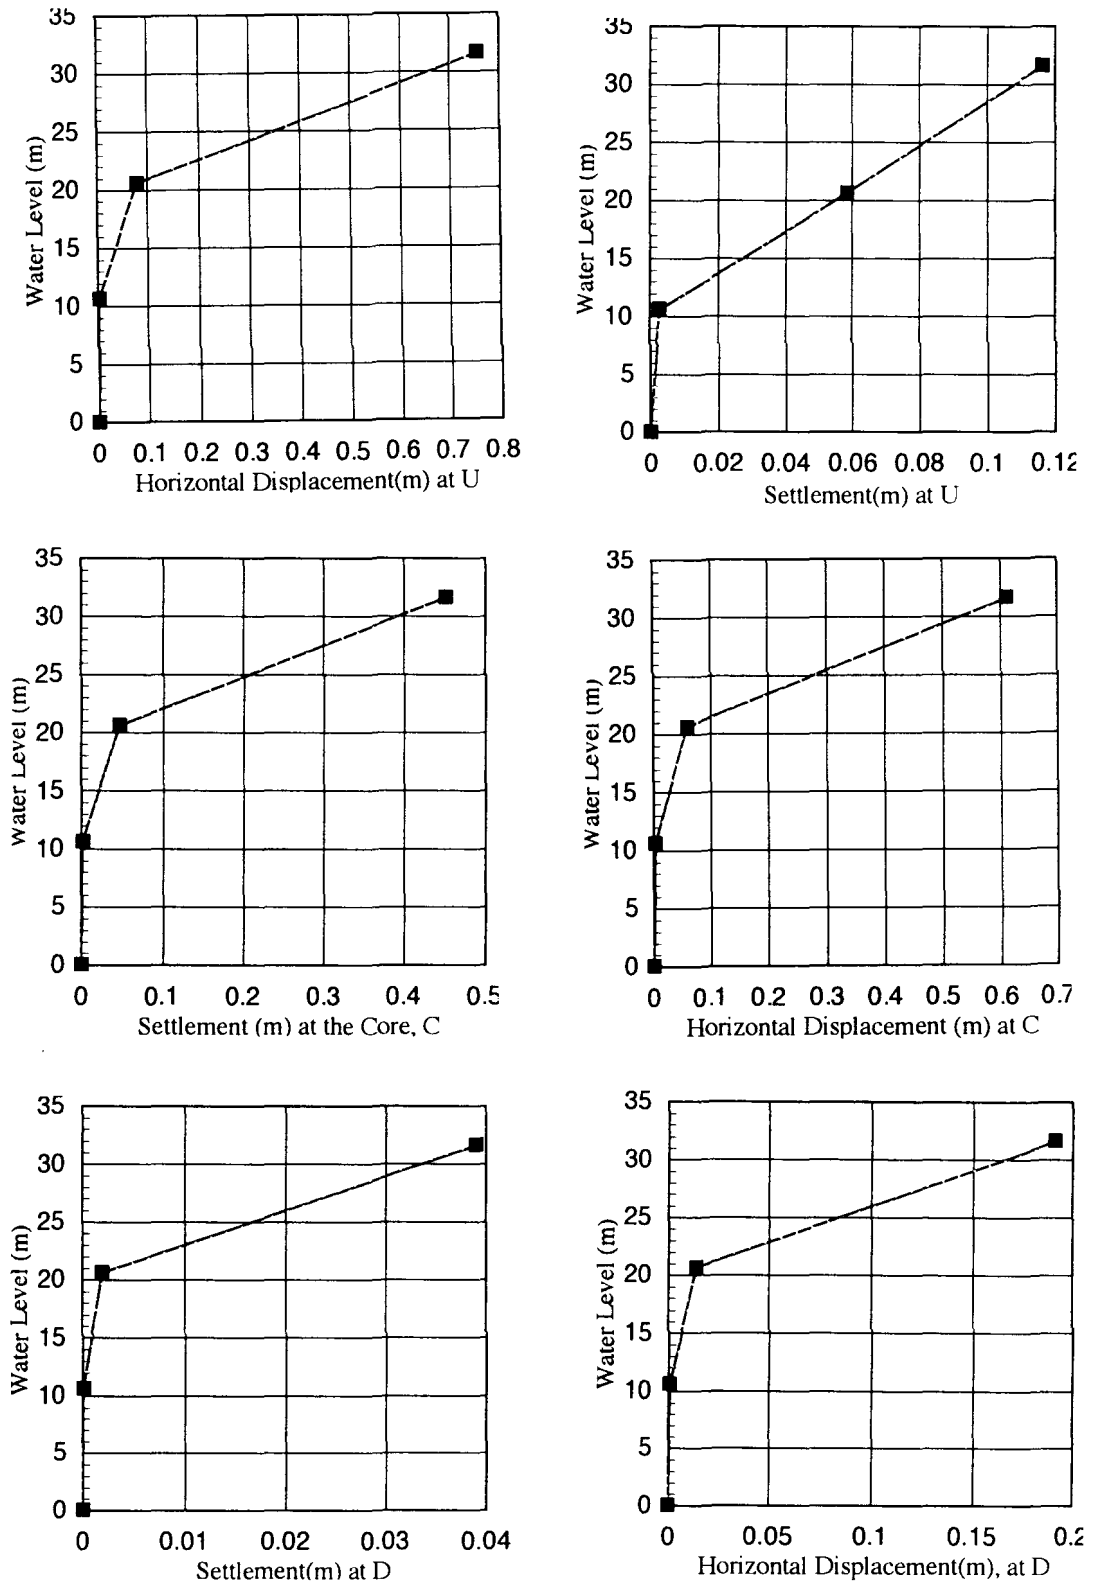 35
30
25
20
15
10
5
0
Water Level (m)
0 0.1 0.2 0.3 0.4 0.5 0.6 0.7 0.8
Horizontal Displacement(m) at U
35
30
25
20
15
10
5
0
Water Level (m)
0 0.02 0.04 0.06 0.08 0.1 0.12
Settlement(m) at U
35
30
25
20
15
10
5
0
Water Level (m)
0 0.1 0.2 0.3 0.4 0.5
Settlement (m) at the Core, C
35
30
25
20
15
10
5
0
Water Level (m)
0 0.1 0.2 0.3 0.4 0.5 0.6 0.7
Horizontal Displacement (m) at C
35
30
25
20
15
10
5
0
Water Level (m)
0 0.01 0.02 0.03 0.04
Settlement(m) at D
35
30
25
20
15
10
5
0
Water Level (m)
0 0.05 0.1 0.15 0.2
Horizontal Displacement(m), at D